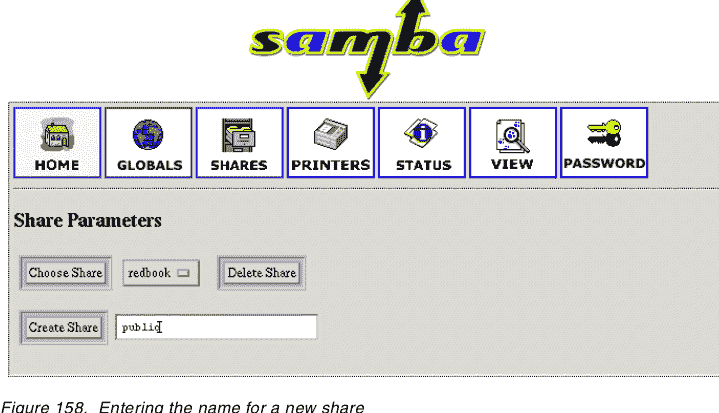 samba
HOME GLOBALS SHARES PRINTERS STATUS VIEW PASSWORD
Share Parameters
Choose Share redbook Delete Share
Create Share public
Figure 158. Entering the name for a new share